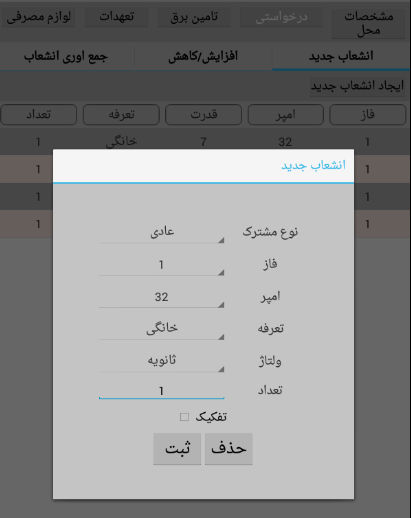 مشخصات محل
درخواستی
تامین برق
تعهدات
لوازم مصرفی
انشعاب جدید
افزایش/کاهش
جمع اوری انشعاب
ایجاد انشعاب جدید
فاز امپر قدرت تعرفه تعداد
1 32 7 خانگی 1
1 1
1 1
1 1
انشعاب جدید
نوع مشترک عادی
فاز 1
امپر 32
تعرفه خانگی
ولتاژ ثانویه
تعداد 1
تفکیک
حذف ثبت